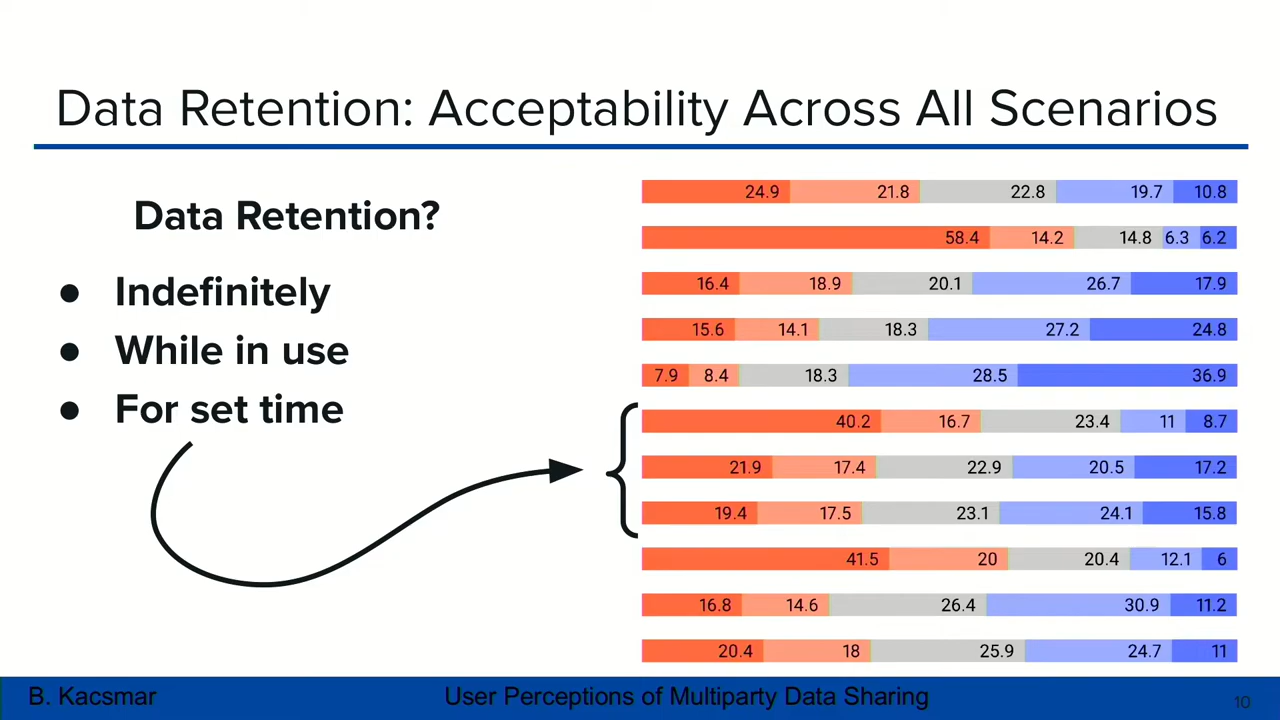 Data Retention: Acceptability Across All Scenarios
Data Retention?
● Indefinitely
● While in use
● For set time
24.9 21.8 22.8 19.7 10.8
58.4 14.2 14.8 6.3 6.2
16.4 18.9 20.1 26.7 17.9
15.6 14.1 18.3 27.2 24.8
7.9 8.4 18.3 28.5 36.9
40.2 16.7 23.4 11 8.7
21.9 17.4 22.9 20.5 17.2
19.4 17.5 23.1 24.1 15.8
41.5 20 20.4 12.1 6
16.8 14.6 26.4 30.9 11.2
20.4 18 25.9 24.7 11
B. Kacsmar User Perceptions of Multiparty Data Sharing 10